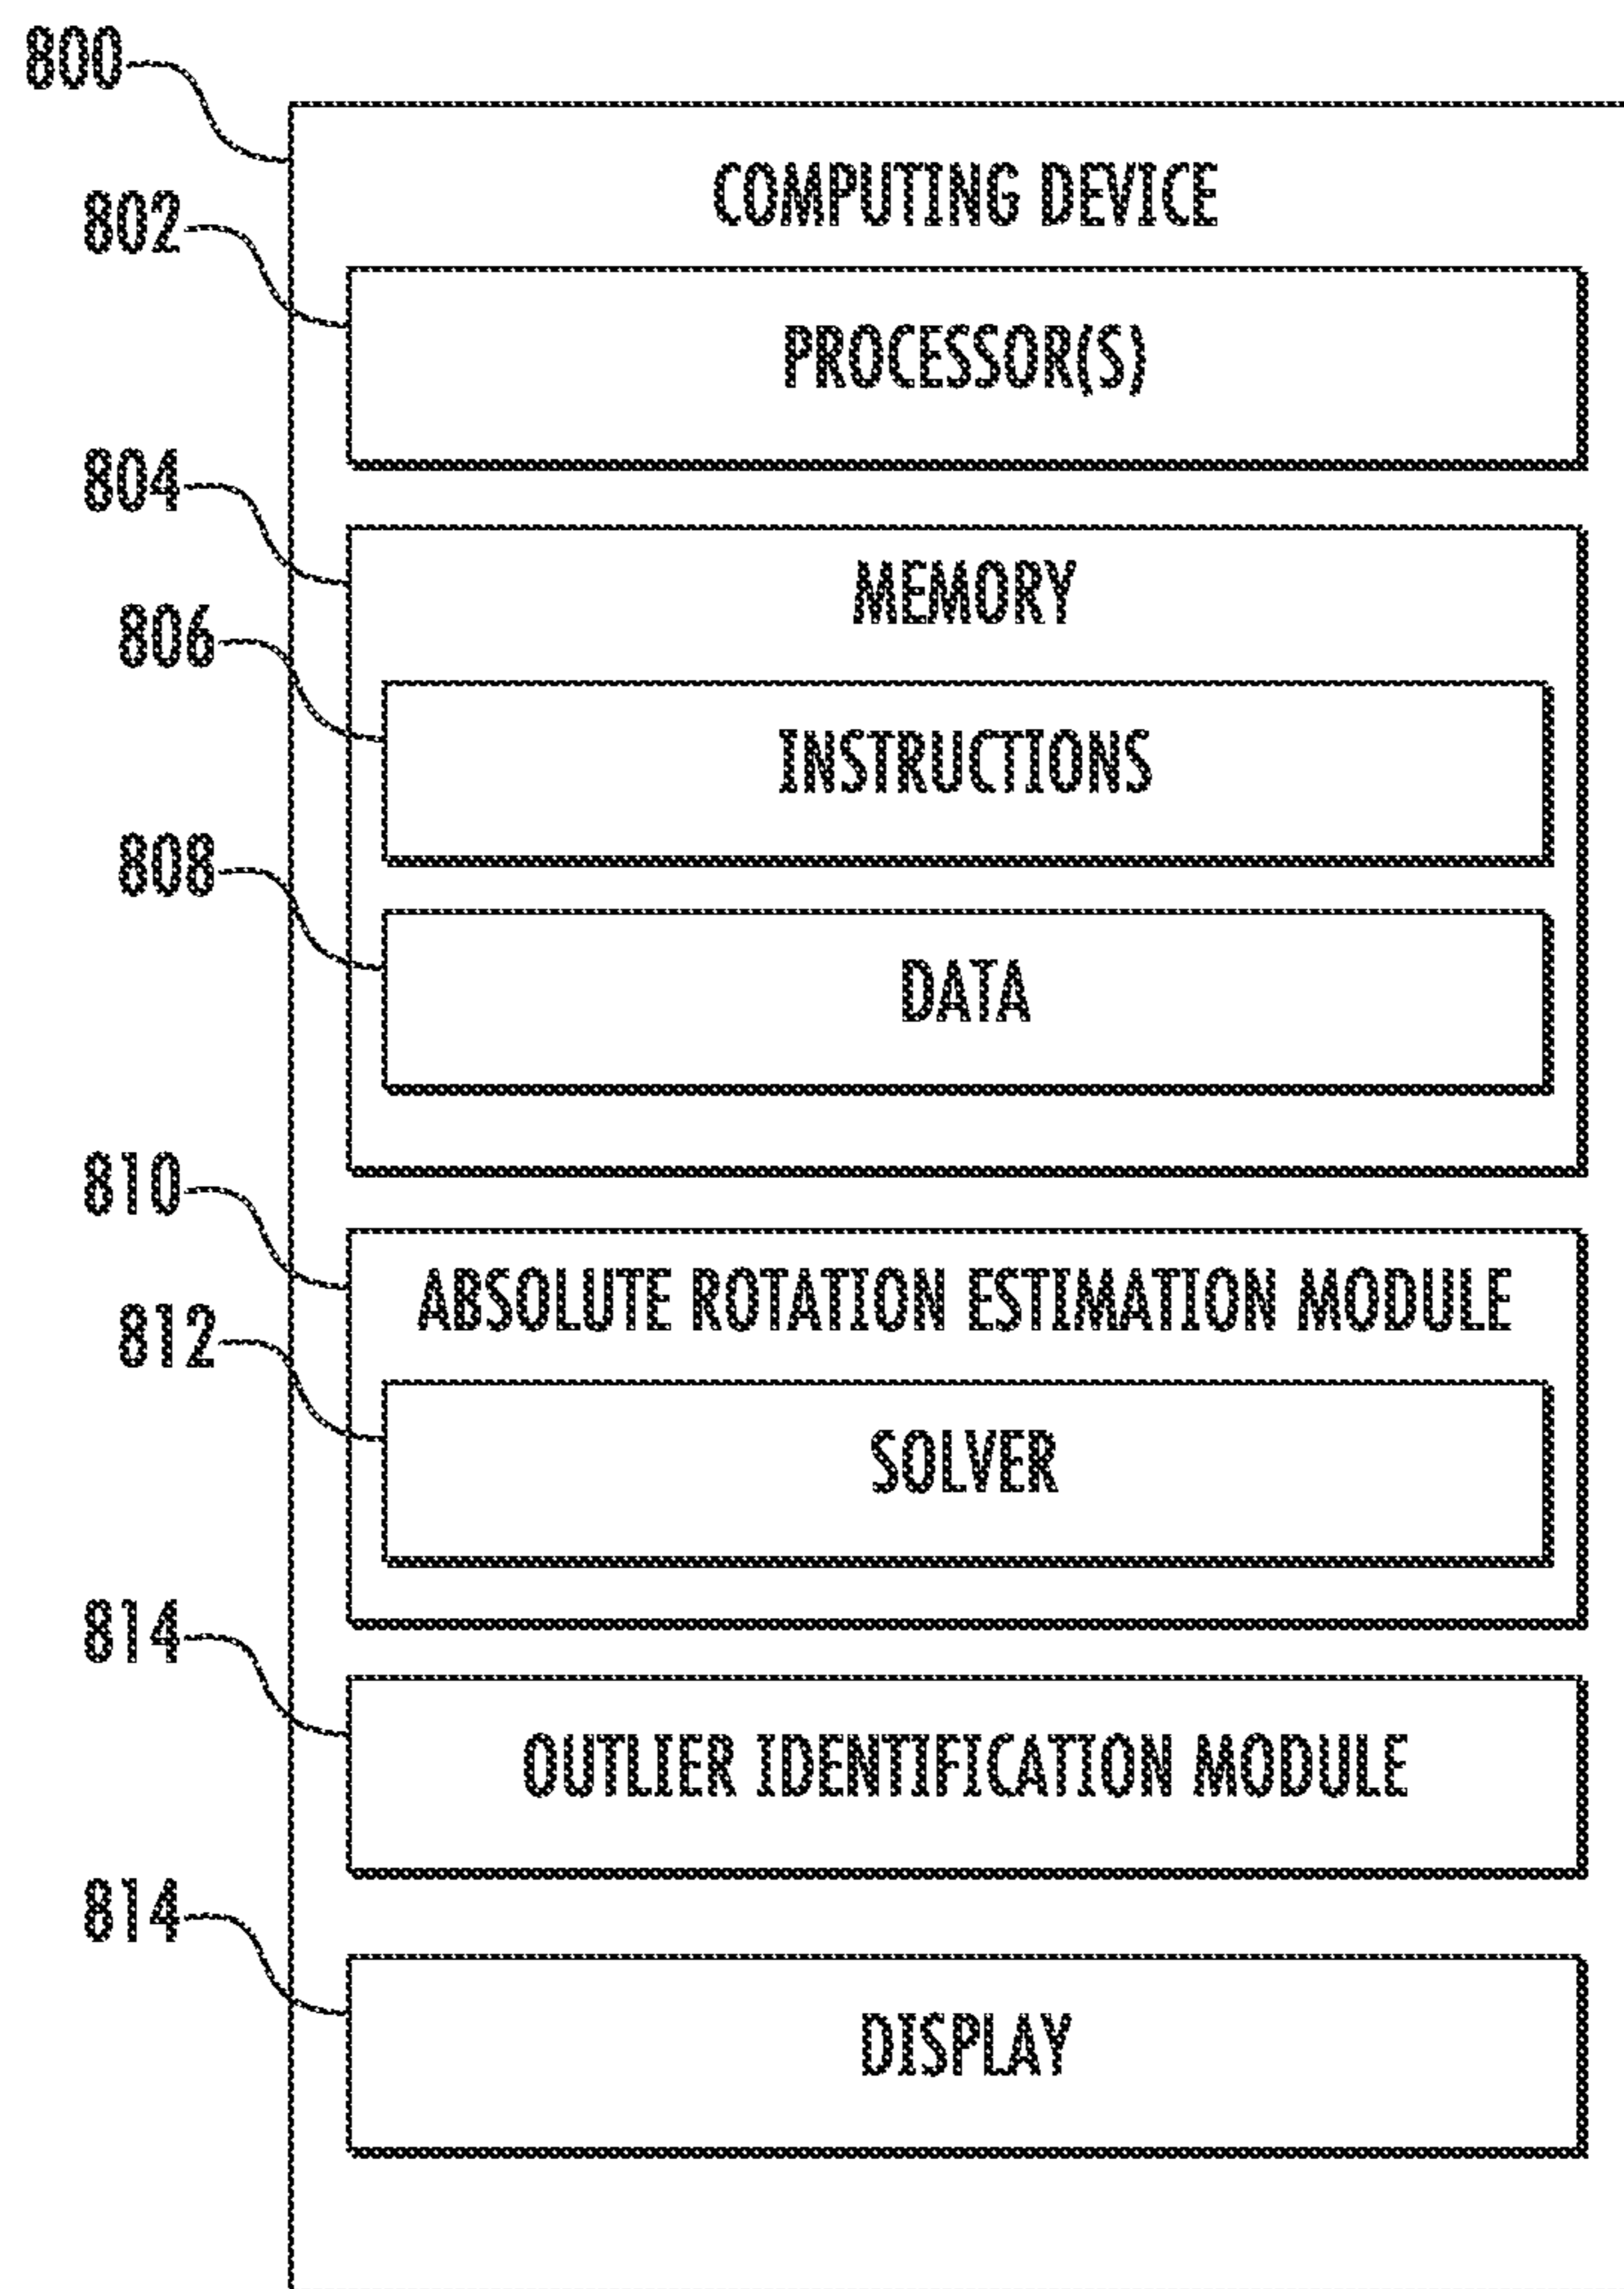 800
COMPUTING DEVICE
802
PROCESSOR(S)
804
MEMORY
806
INSTRUCTIONS
808
DATA
810
ABSOLUTE ROTATION ESTIMATION MODULE
812
SOLVER
814
OUTLIER IDENTIFICATION MODULE
814
DISPLAY